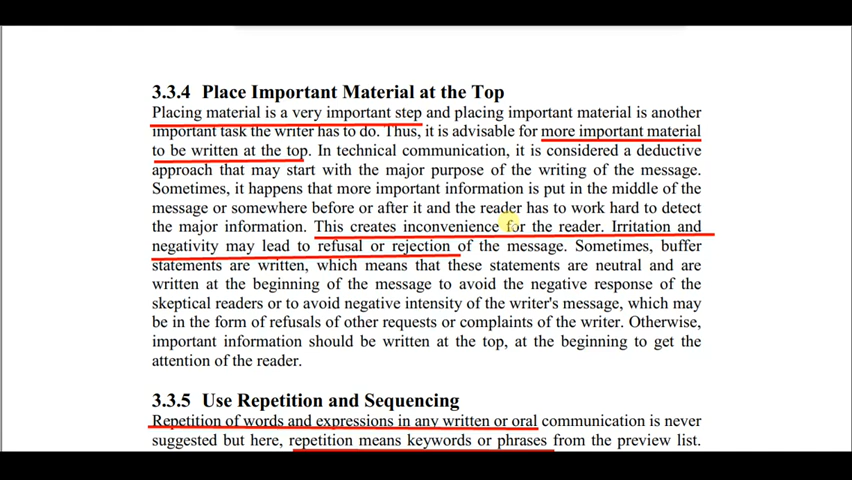 3.3.4 Place Important Material at the Top
Placing material is a very important step and placing important material is another
important task the writer has to do. Thus, it is advisable for more important material
to be written at the top. In technical communication, it is considered a deductive
approach that may start with the major purpose of the writing of the message.
Sometimes, it happens that more important information is put in the middle of the
message or somewhere before or after it and the reader has to work hard to detect
the major information. This creates inconvenience for the reader. Irritation and
negativity may lead to refusal or rejection of the message. Sometimes, buffer
statements are written, which means that these statements are neutral and are
written at the beginning of the message to avoid the negative response of the
skeptical readers or to avoid negative intensity of the writer's message, which may
be in the form of refusals of other requests or complaints of the writer. Otherwise,
important information should be written at the top, at the beginning to get the
attention of the reader.
3.3.5 Use Repetition and Sequencing
Repetition of words and expressions in any written or oral communication is never
suggested but here, repetition means keywords or phrases from the preview list.